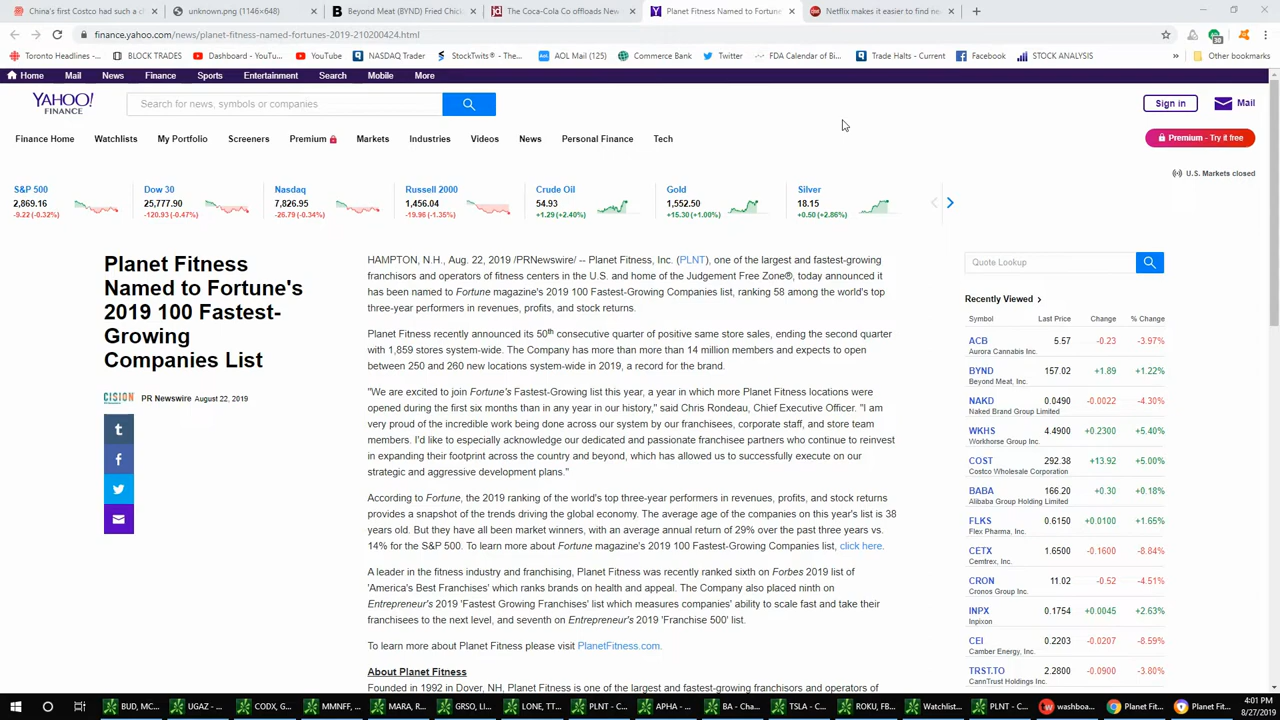 China's first Costco had such a c
unknown.png (1146×648)
Beyond Meat (BYND) Fried Chick
The Coca-Cola Co offloads New
Planet Fitness Named to Fortune
Netflix makes it easier to find ne
finance.yahoo.com/news/planet-fitness-named-fortunes-2019-210200424.html
Toronto Headlines -...
BLOCK TRADES
Dashboard - YouTu...
YouTube
NASDAQ Trader
StockTwits® - The...
AOL Mail (125)
Commerce Bank
Twitter
FDA Calendar of Bi...
Trade Halts - Current
Facebook
STOCK ANALYSIS
»
Other bookmarks
Home Mail News Finance Sports Entertainment Search Mobile More
YAHOO!
FINANCE
Search for news, symbols or companies
Sign in
Mail
Finance Home Watchlists My Portfolio Screeners Premium Markets Industries Videos News Personal Finance Tech
Premium - Try it free
U.S. Markets closed
S&P 500
2,869.16
-9.22 (-0.32%)
Dow 30
25,777.90
-120.93 (-0.47%)
Nasdaq
7,826.95
-26.79 (-0.34%)
Russell 2000
1,456.04
-19.96 (-1.35%)
Crude Oil
54.93
+1.29 (+2.40%)
Gold
1,552.50
+15.30 (+1.00%)
Silver
18.15
+0.50 (+2.86%)
Planet Fitness
Named to Fortune's
2019 100 Fastest-
Growing
Companies List
CISION
PR Newswire August 22, 2019
HAMPTON, N.H., Aug. 22, 2019 /PRNewswire/ -- Planet Fitness, Inc. (PLNT), one of the largest and fastest-growing
franchisors and operators of fitness centers in the U.S. and home of the Judgement Free Zone®, today announced it
has been named to Fortune magazine's 2019 100 Fastest-Growing Companies list, ranking 58 among the world's top
three-year performers in revenues, profits, and stock returns.
Planet Fitness recently announced its 50th consecutive quarter of positive same store sales, ending the second quarter
with 1,859 stores system-wide. The Company has more than more than 14 million members and expects to open
between 250 and 260 new locations system-wide in 2019, a record for the brand.
"We are excited to join Fortune's Fastest-Growing list this year, a year in which more Planet Fitness locations were
opened during the first six months than in any year in our history," said Chris Rondeau, Chief Executive Officer. "I am
very proud of the incredible work being done across our system by our franchisees, corporate staff, and store team
members. I'd like to especially acknowledge our dedicated and passionate franchisee partners who continue to reinvest
in expanding their footprint across the country and beyond, which has allowed us to successfully execute on our
strategic and aggressive development plans."
According to Fortune, the 2019 ranking of the world's top three-year performers in revenues, profits, and stock returns
provides a snapshot of the trends driving the global economy. The average age of the companies on this year's list is 38
years old. But they have all been market winners, with an average annual return of 29% over the past three years vs.
14% for the S&P 500. To learn more about Fortune magazine's 2019 100 Fastest-Growing Companies list, click here.
A leader in the fitness industry and franchising, Planet Fitness was recently ranked sixth on Forbes 2019 list of
'America's Best Franchises' which ranks brands on health and appeal. The Company also placed ninth on
Entrepreneur's 2019 'Fastest Growing Franchises' list which measures companies' ability to scale fast and take their
franchisees to the next level, and seventh on Entrepreneur's 2019 'Franchise 500' list.
To learn more about Planet Fitness please visit PlanetFitness.com.
About Planet Fitness
Founded in 1992 in Dover, NH, Planet Fitness is one of the largest and fastest-growing franchisors and operators of
Quote Lookup
Recently Viewed
Symbol Last Price Change % Change
ACB 5.57 -0.23 -3.97%
Aurora Cannabis Inc.
BYND 157.02 +1.89 +1.22%
Beyond Meat, Inc.
NAKD 0.0490 -0.0022 -4.30%
Naked Brand Group Limited
WKHS 4.4900 +0.2300 +5.40%
Workhorse Group Inc.
COST 292.38 +13.92 +5.00%
Costco Wholesale Corporation
BABA 166.20 +0.30 +0.18%
Alibaba Group Holding Limited
FLKS 0.6150 +0.0100 +1.65%
Flex Pharma, Inc.
CETX 1.6500 -0.1600 -8.84%
Cemtrex, Inc.
CRON 11.02 -0.52 -4.51%
Cronos Group Inc.
INPX 0.1754 +0.0045 +2.63%
Inpixon
CEI 0.2203 -0.0207 -8.59%
Camber Energy, Inc.
TRST.TO 2.2800 -0.0900 -3.80%
CannTrust Holdings Inc.
BUD, MC...
UGAZ - C...
CODX, G...
MMNFF, ...
MARA, R...
GRSO, LI...
LONE, TT...
PLNT - C...
APHA - C...
BA - Cha...
TSLA - C...
ROKU, FB...
Watchlist...
PLNT - C...
washboa...
Planet Fit...
Planet Fit...
4:01 PM
8/27/2019